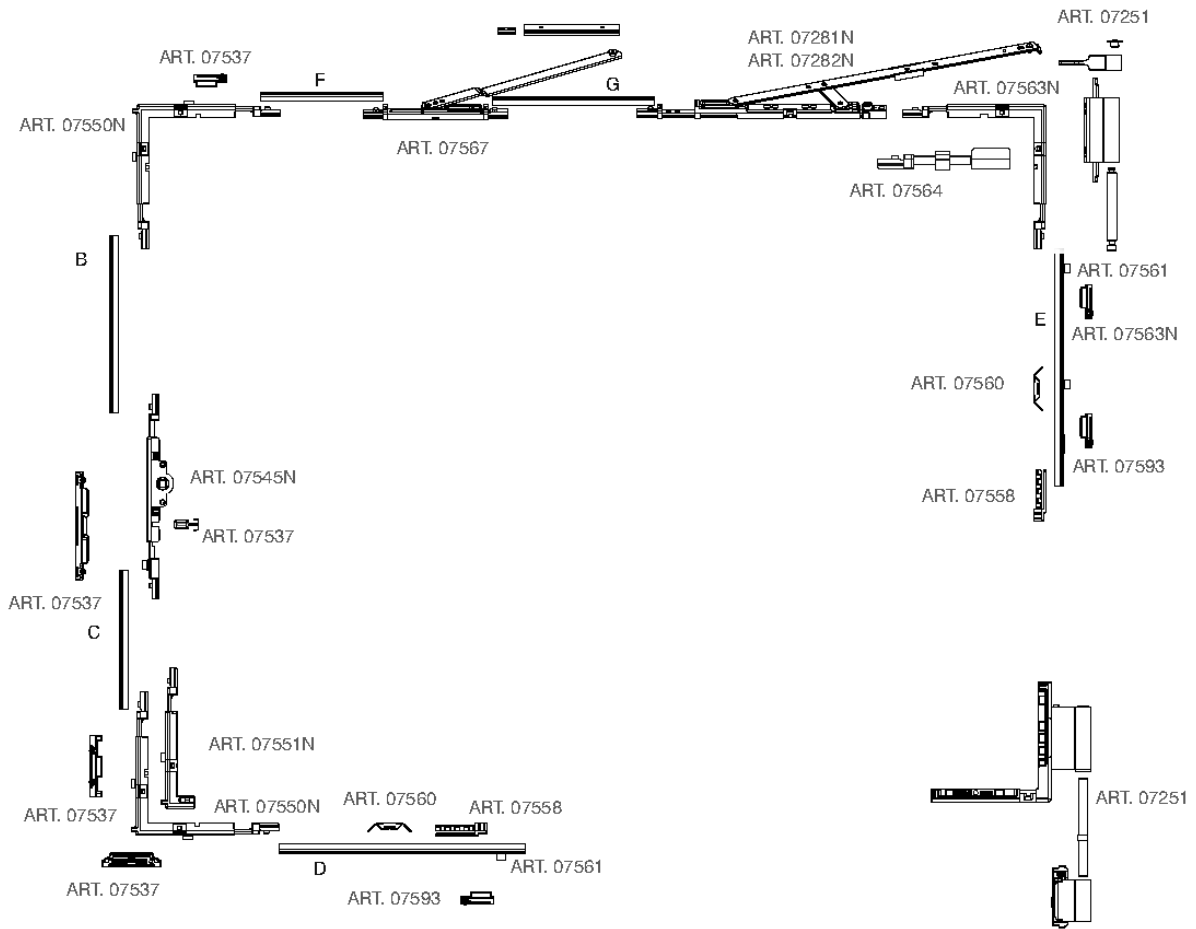 ART. 07251
ART. 07537
ART. 07281N
ART. 07282N
F
G
ART. 07563N
ART. 07550N
ART. 07567
ART. 07564
B
ART. 07561
E
ART. 07563N
ART. 07560
ART. 07593
ART. 07545N
ART. 07558
ART. 07537
ART. 07537
C
ART. 07551N
ART. 07537
ART. 07550N
ART. 07560
ART. 07558
ART. 07251
ART. 07537
D
ART. 07561
ART. 07593